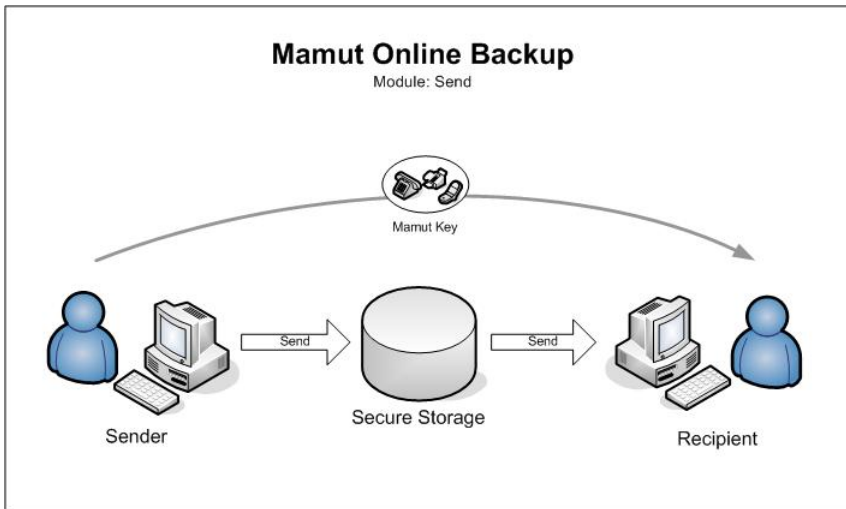 Mamut Online Backup
Module: Send
Mamut Key
Send
Send
Secure Storage
Sender
Recipient